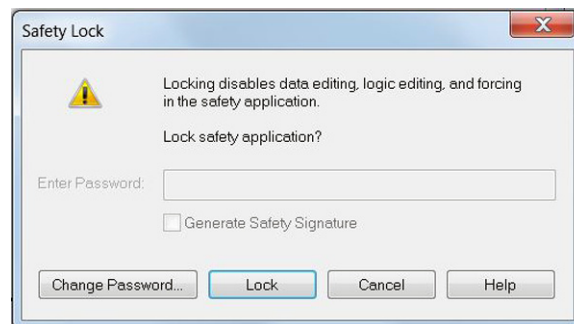 Safety Lock
Locking disables data editing, logic editing, and forcing
in the safety application.
Lock safety application?
Enter Password:
Generate Safety Signature
Change Password... Lock Cancel Help